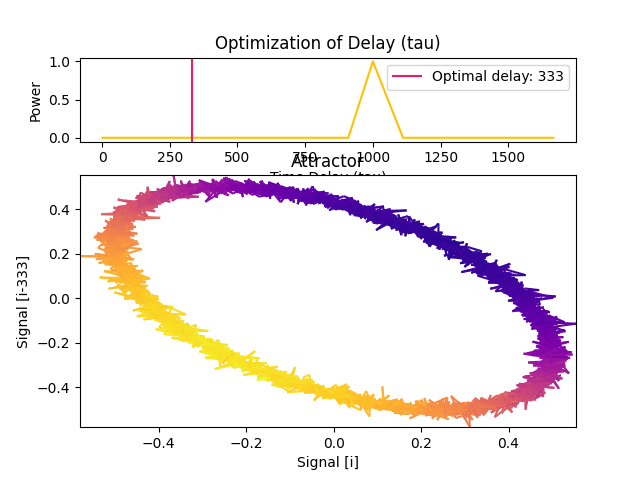 Optimization of Delay (tau)
Power
1.0
0.5
0.0
Optimal delay: 333
0 250 500 750 1000 1250 1500
Time Delay (tau)
Attractor
Signal [i-333]
0.4
0.2
0.0
−0.2
−0.4
−0.4 −0.2 0.0 0.2 0.4
Signal [i]